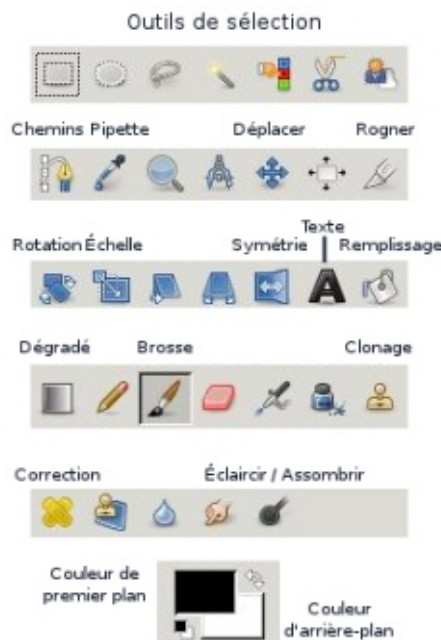 Outils de sélection
Chemins Pipette Déplacer Rogner
Texte
Rotation Échelle Symétrie Remplissage
Dégradé Brosse Clonage
Correction Éclaircir / Assombrir
Couleur de
premier plan
Couleur
d'arrière-plan